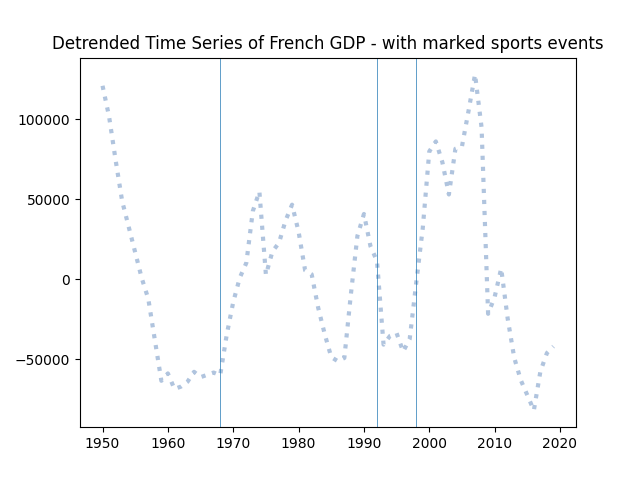 Detrended Time Series of French GDP - with marked sports events
100000
50000
0
−50000
1950 1960 1970 1980 1990 2000 2010 2020